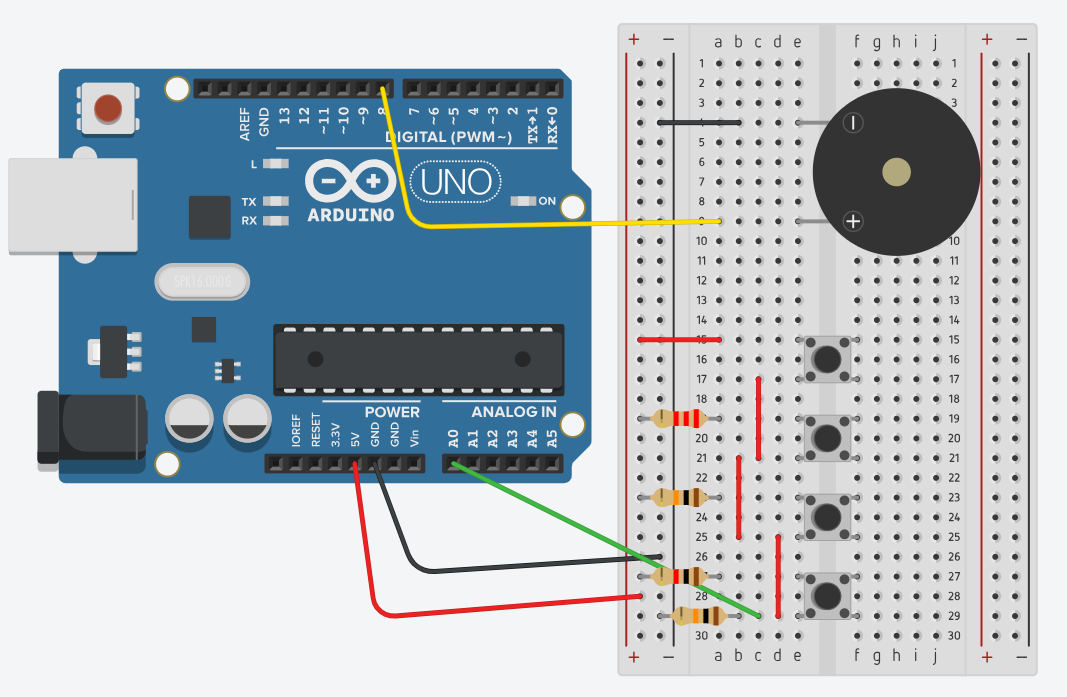 AREF
GND
13
12
~11
~10
~9
8
7
~6
~5
4
~3
2
TX→1
RX←0
DIGITAL (PWM~)
L
TX
RX
ARDUINO
UNO
ON
SPK16.000G
POWER
ANALOG IN
IOREF
RESET
3.3V
5V
GND
GND
Vin
A0
A1
A2
A3
A4
A5
+ − a b c d e f g h i j + −
1 1
2 2
3 3
4
5
6
7
8
9
10 10
11 11
12 12
13 13
14 14
15 15
16 16
17 17
18 18
19 19
20 20
21 21
22 22
23 23
24 24
25 25
26 26
27 27
28 28
29 29
30 30
+ − a b c d e f g h i j + −
−
+